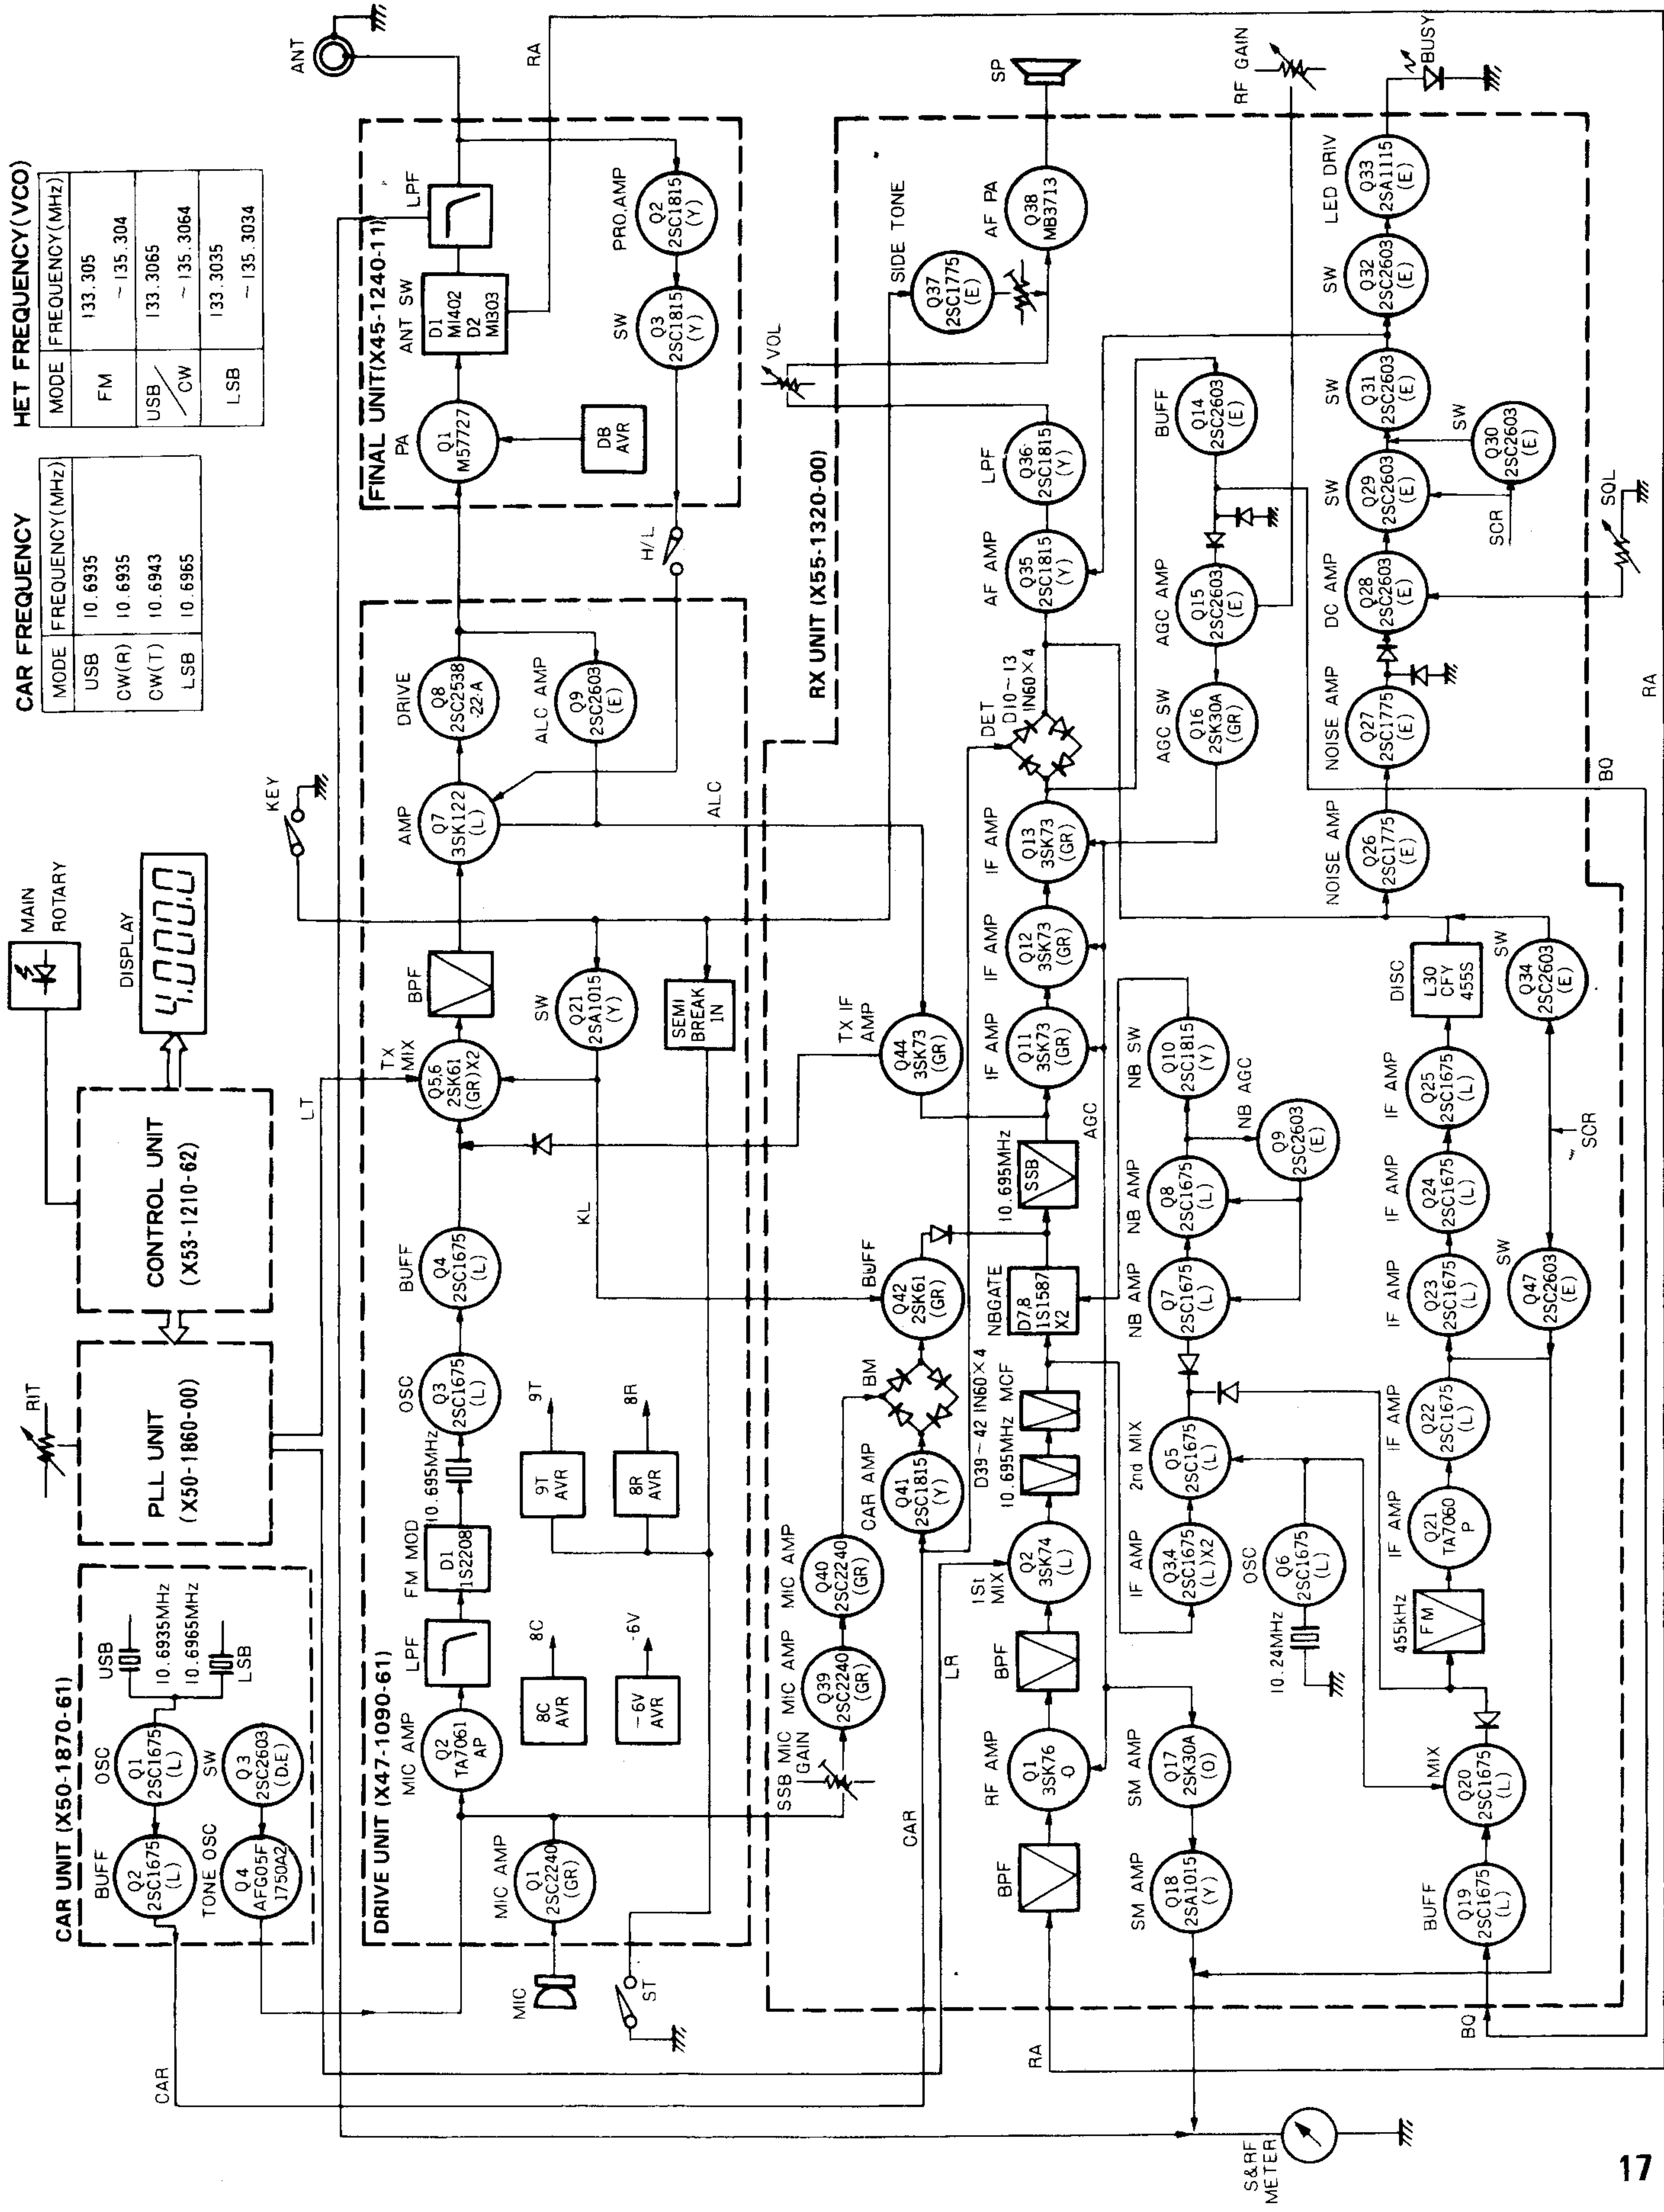 CAR FREQUENCY
MODE FREQUENCY(MHz)
USB 10.6935
CW(R) 10.6935
CW(T) 10.6943
LSB 10.6965
HET FREQUENCY(VCO)
MODE FREQUENCY(MHz)
FM 133.305
~135.304
USB/CW 133.3065
~135.3064
LSB 133.3035
~135.3034
MAIN
ROTARY
DISPLAY
4.000.0
RIT
PLL UNIT
(X50-1860-00)
CONTROL UNIT
(X53-1210-62)
CAR UNIT (X50-1870-61)
USB
10.6935MHz
10.6965MHz
LSB
OSC
Q1
2SC1675
(L)
BUFF
Q2
2SC1675
(L)
SW
Q3
2SC2603
(D.E)
TONE OSC
Q4
AFG05F
1750A2
CAR
LT
KEY
ANT
RA
DRIVE UNIT (X47-1090-61)
MIC AMP
Q2
TA7061
AP
LPF
FM MOD
D1
1S2208
10.695MHz
OSC
Q3
2SC1675
(L)
BUFF
Q4
2SC1675
(L)
TX
MIX
Q5.6
2SK61
(GR)X2
BPF
AMP
Q7
3SK122
(L)
DRIVE
Q8
2SC2538
-22-A
ALC AMP
Q9
2SC2603
(E)
MIC
MIC AMP
Q1
2SC2240
(GR)
8C
AVR
8C
9T
AVR
9T
-6V
AVR
-6V
8R
AVR
8R
SW
Q21
2SA1015
(Y)
SEMI
BREAK
IN
KL
ALC
ST
FINAL UNIT(X45-1240-11)
PA
Q1
M57727
ANT SW
D1
MI402
D2
MI303
LPF
DB
AVR
PRO.AMP
Q2
2SC1815
(Y)
SW
Q3
2SC1815
(Y)
H/L
RX UNIT (X55-1320-00)
SSB MIC
GAIN
MIC AMP
Q39
2SC2240
(GR)
MIC AMP
Q40
2SC2240
(GR)
CAR AMP
Q41
2SC1815
(Y)
BM
D39~42 IN60×4
BUFF
Q42
2SK61
(GR)
TX IF
AMP
Q44
3SK73
(GR)
CAR
LR
VOL
SIDE TONE
Q37
2SC1775
(E)
BPF
RF AMP
Q1
3SK76
-O
BPF
1St
MIX
Q2
3SK74
(L)
10.695MHz MCF
NBGATE
D7.8
1S1587
X2
10.695MHz
SSB
IF AMP
Q11
3SK73
(GR)
IF AMP
Q12
3SK73
(GR)
IF AMP
Q13
3SK73
(GR)
DET
D10~13
IN60×4
AF AMP
Q35
2SC1815
(Y)
LPF
Q36
2SC1815
(Y)
AF PA
Q38
MB3713
SP
RA
AGC
SM AMP
Q18
2SA1015
(Y)
SM AMP
Q17
2SK30A
(O)
IF AMP
Q3.4
2SC1675
(L)X2
2nd MIX
Q5
2SC1675
(L)
NB AMP
Q7
2SC1675
(L)
NB AMP
Q8
2SC1675
(L)
NB SW
Q10
2SC1815
(Y)
NB AGC
Q9
2SC2603
(E)
AGC SW
Q16
2SK30A
(GR)
AGC AMP
Q15
2SC2603
(E)
BUFF
Q14
2SC2603
(E)
RF GAIN
10.24MHz
OSC
Q6
2SC1675
(L)
BUFF
Q19
2SC1675
(L)
MIX
Q20
2SC1675
(L)
455kHz
FM
IF AMP
Q21
TA7060
P
IF AMP
Q22
2SC1675
(L)
IF AMP
Q23
2SC1675
(L)
IF AMP
Q24
2SC1675
(L)
IF AMP
Q25
2SC1675
(L)
DISC
L30
CFY
455S
NOISE AMP
Q26
2SC1775
(E)
NOISE AMP
Q27
2SC1775
(E)
DC AMP
Q28
2SC2603
(E)
SW
Q29
2SC2603
(E)
SW
Q30
2SC2603
(E)
SW
Q31
2SC2603
(E)
SW
Q32
2SC2603
(E)
LED DRIV
Q33
2SA1115
(E)
BUSY
SCR
SQL
SW
Q47
2SC2603
(E)
SW
Q34
2SC2603
(E)
SCR
BQ
BQ
RA
S&RF
METER
17